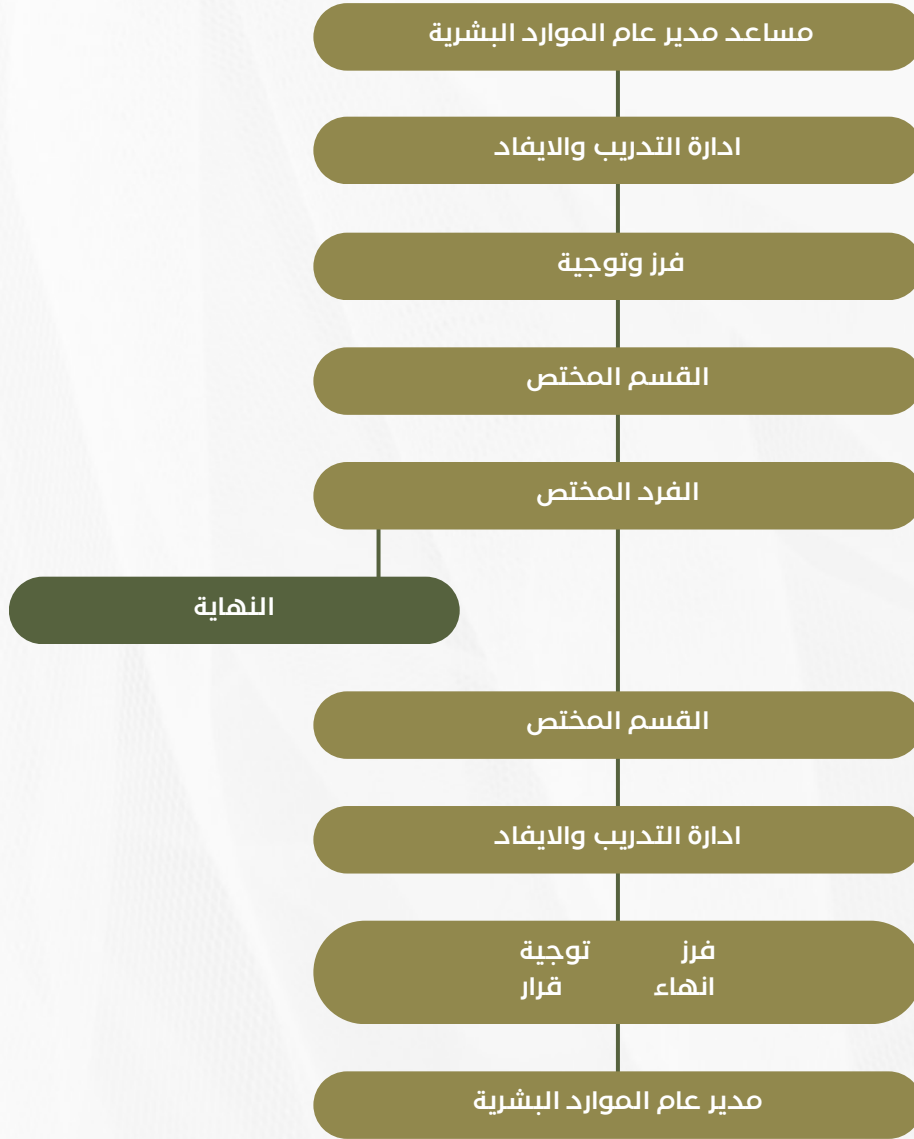 مساعد مدير عام الموارد البشرية
ادارة التدريب والايفاد
فرز وتوجية
القسم المختص
الفرد المختص
النهاية
القسم المختص
ادارة التدريب والايفاد
فرز توجية
انهاء قرار
مدير عام الموارد البشرية